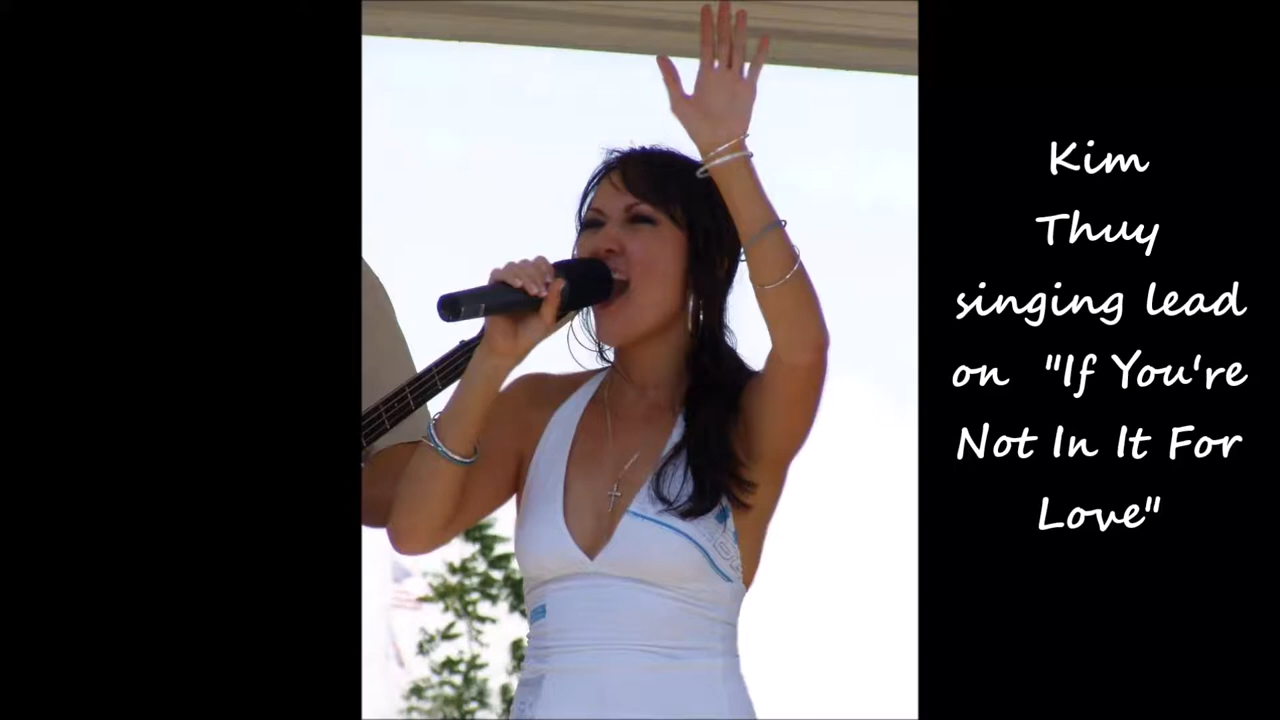 Kim
Thuy
singing lead
on "If You're
Not In It For
Love"